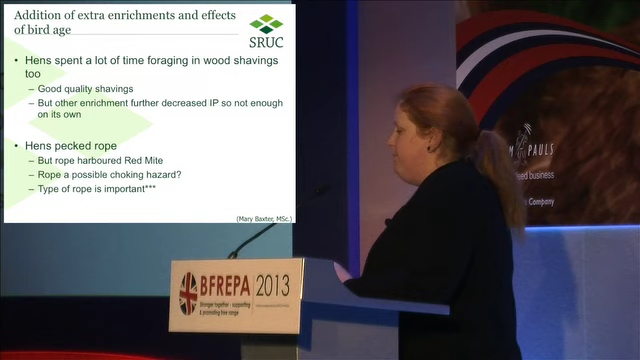 Addition of extra enrichments and effects
of bird age
SRUC
• Hens spent a lot of time foraging in wood shavings
too
– Good quality shavings
– But other enrichment further decreased IP so not enough
on its own
• Hens pecked rope
– But rope harboured Red Mite
– Rope a possible choking hazard?
– Type of rope is important***
(Mary Baxter, MSc.)
BFREPA 2013
Stronger together - supporting
& promoting free range
M PAULS
eed business
Company